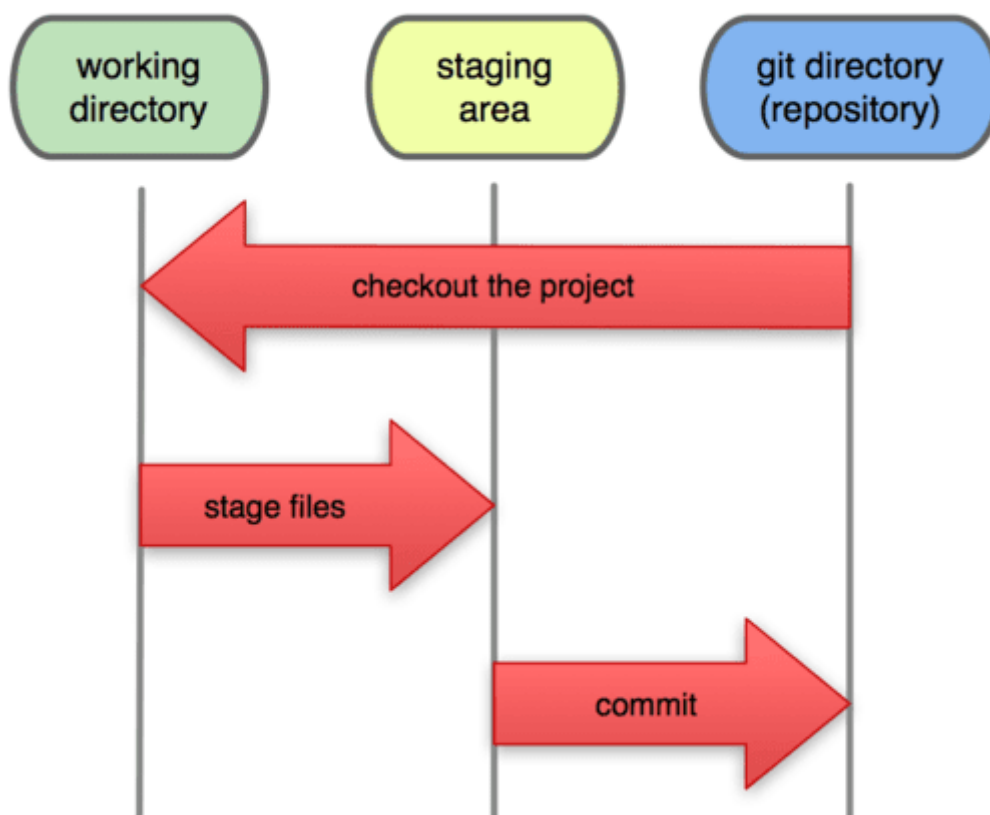 working
directory
staging
area
git directory
(repository)
checkout the project
stage files
commit